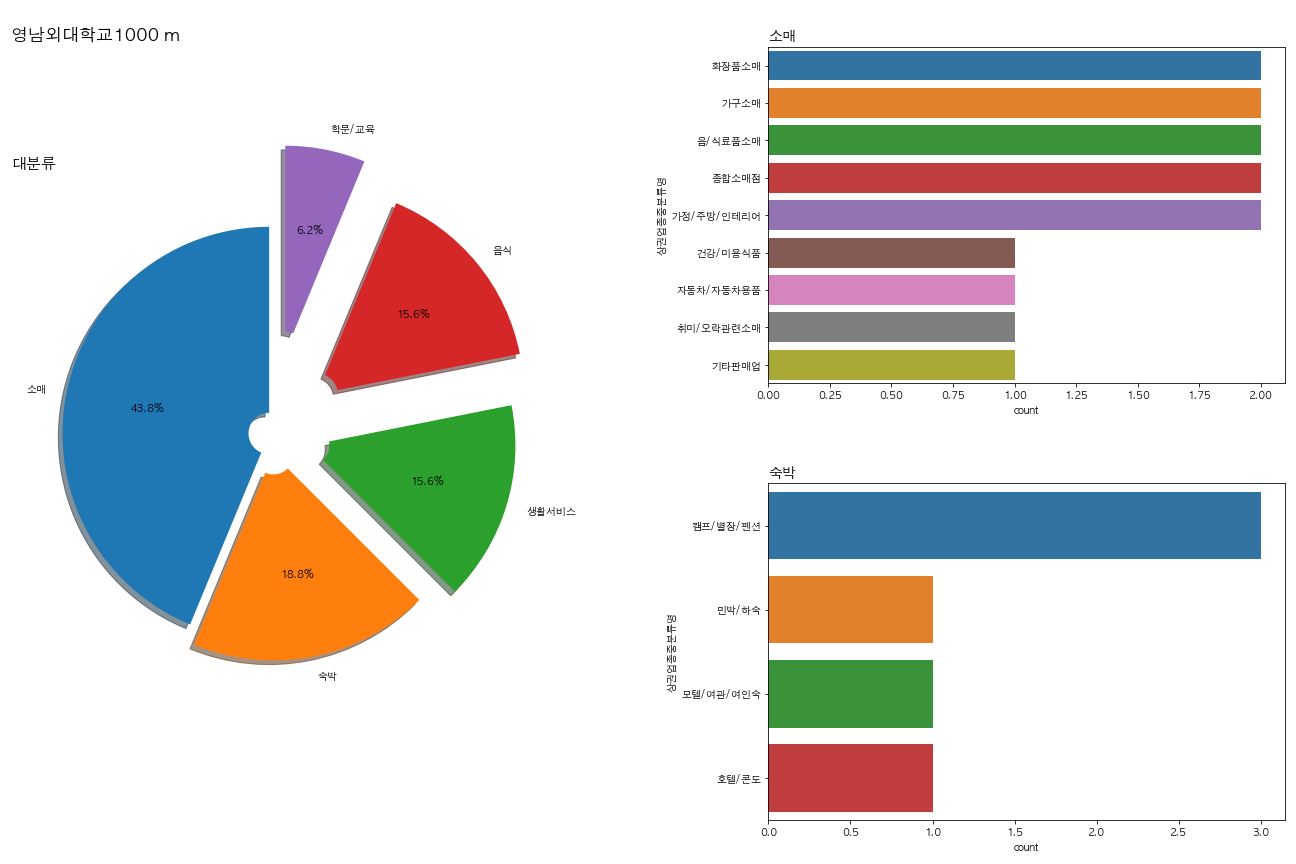 영남외대학교1000 m
대분류
학문/교육
6.2%
음식
15.6%
소매
43.8%
15.6%
생활서비스
18.8%
숙박
소매
상권업종중분류명
화장품소매
가구소매
음/식료품소매
종합소매점
가정/주방/인테리어
건강/미용식품
자동차/자동차용품
취미/오락관련소매
기타판매업
0.00 0.25 0.50 0.75 1.00 1.25 1.50 1.75 2.00
count
숙박
상권업종중분류명
캠프/별장/펜션
민박/하숙
모텔/여관/여인숙
호텔/콘도
0.0 0.5 1.0 1.5 2.0 2.5 3.0
count